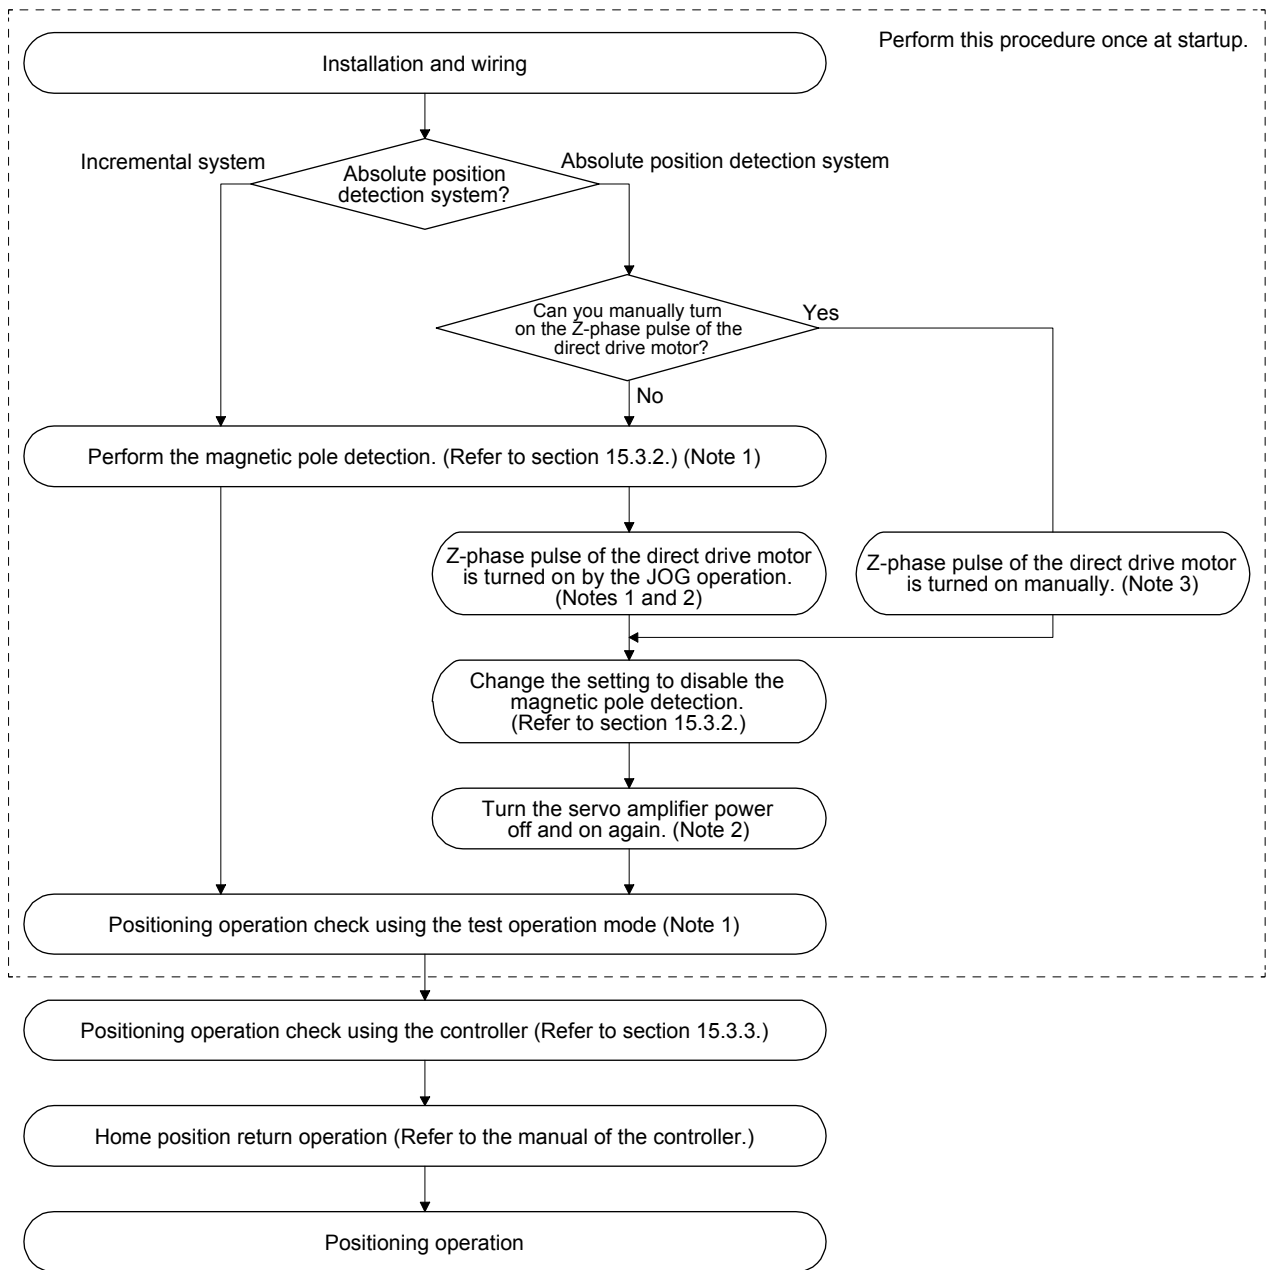 Perform this procedure once at startup.
Installation and wiring
Incremental system
Absolute position detection system
Absolute position
detection system?
Can you manually turn
on the Z-phase pulse of the
direct drive motor?
Yes
No
Perform the magnetic pole detection. (Refer to section 15.3.2.) (Note 1)
Z-phase pulse of the direct drive motor
is turned on by the JOG operation.
(Notes 1 and 2)
Z-phase pulse of the direct drive motor
is turned on manually. (Note 3)
Change the setting to disable the
magnetic pole detection.
(Refer to section 15.3.2.)
Turn the servo amplifier power
off and on again. (Note 2)
Positioning operation check using the test operation mode (Note 1)
Positioning operation check using the controller (Refer to section 15.3.3.)
Home position return operation (Refer to the manual of the controller.)
Positioning operation